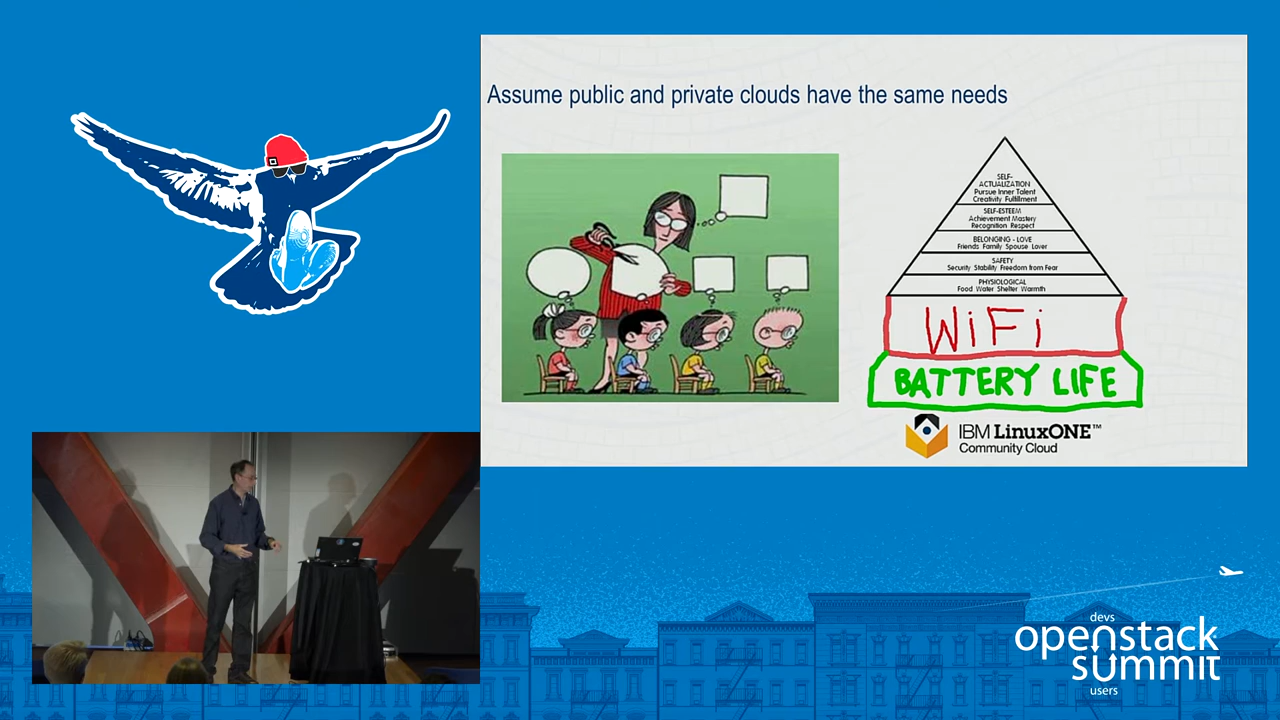 Assume public and private clouds have the same needs
SELF-
ACTUALIZATION
Pursue Inner Talent
Creativity Fulfillment
SELF-ESTEEM
Achievement Mastery
Recognition Respect
BELONGING - LOVE
Friends Family Spouse Lover
SAFETY
Security Stability Freedom from Fear
PHYSIOLOGICAL
Food Water Shelter Warmth
WiFi
BATTERY LIFE
IBM LinuxONE™
Community Cloud
devs
openstack
summit
users